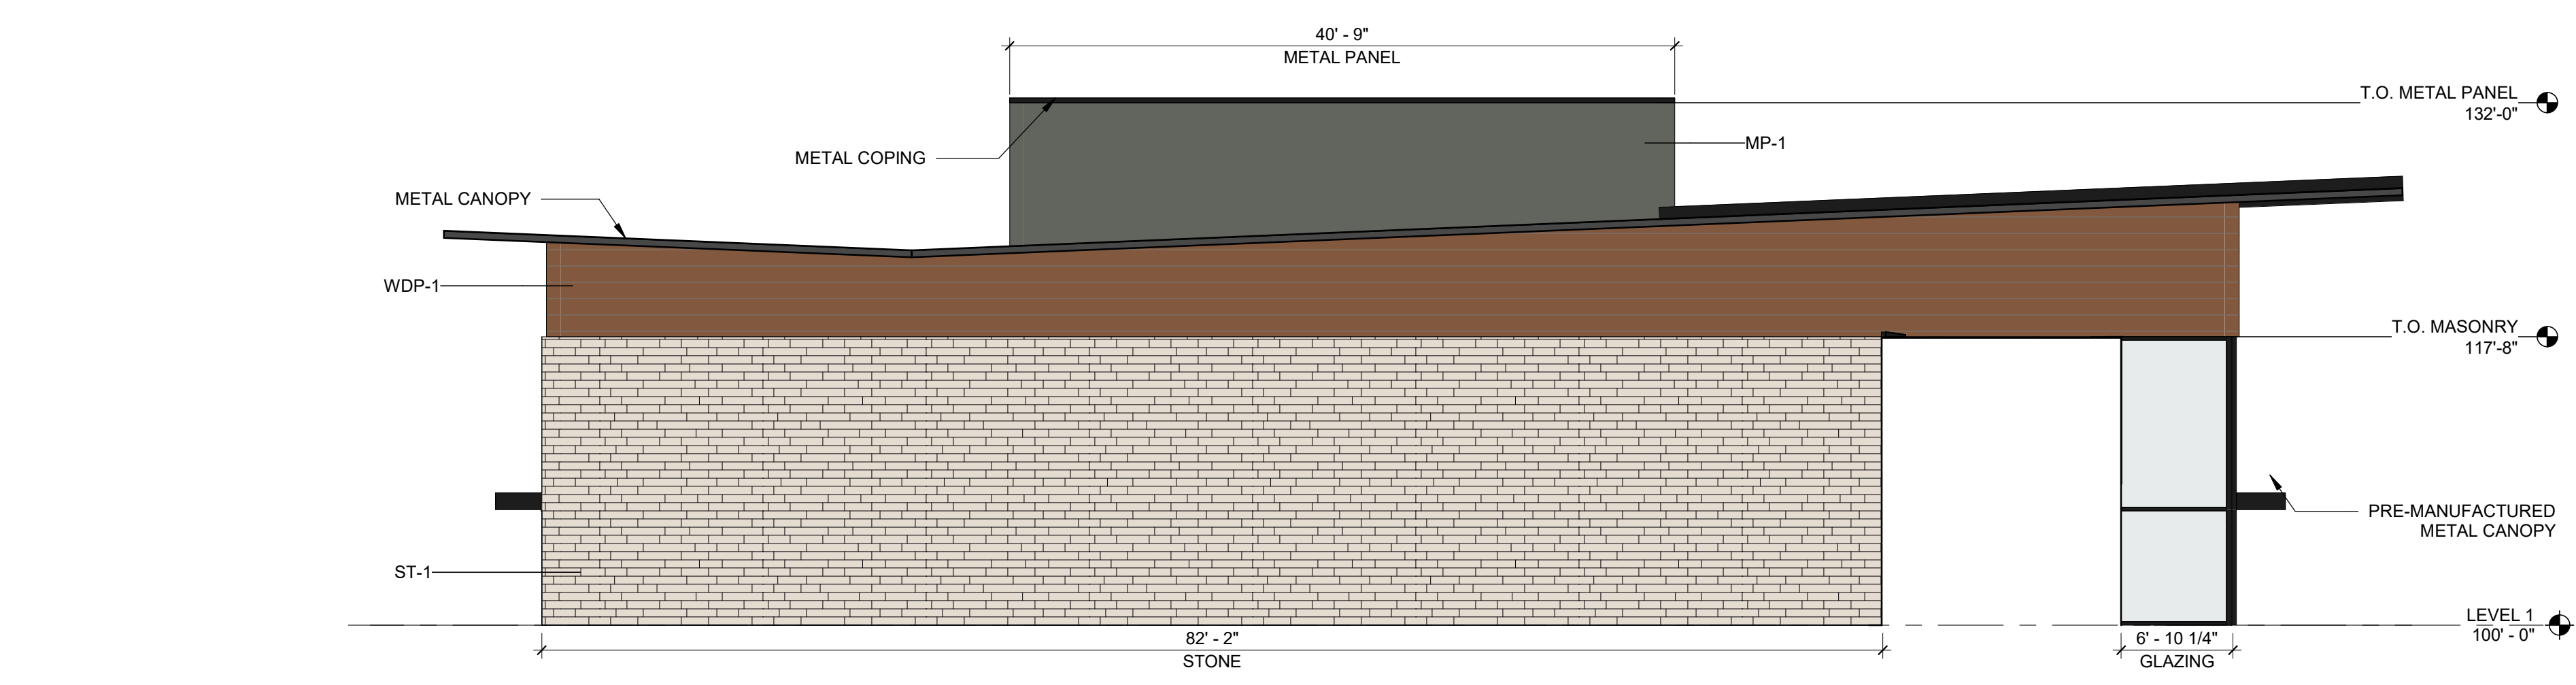 40' - 9"
METAL PANEL
T.O. METAL PANEL
132'-0"
METAL COPING
MP-1
METAL CANOPY
WDP-1
T.O. MASONRY
117'-8"
PRE-MANUFACTURED
METAL CANOPY
ST-1
LEVEL 1
100' - 0"
82' - 2"
STONE
6' - 10 1/4"
GLAZING